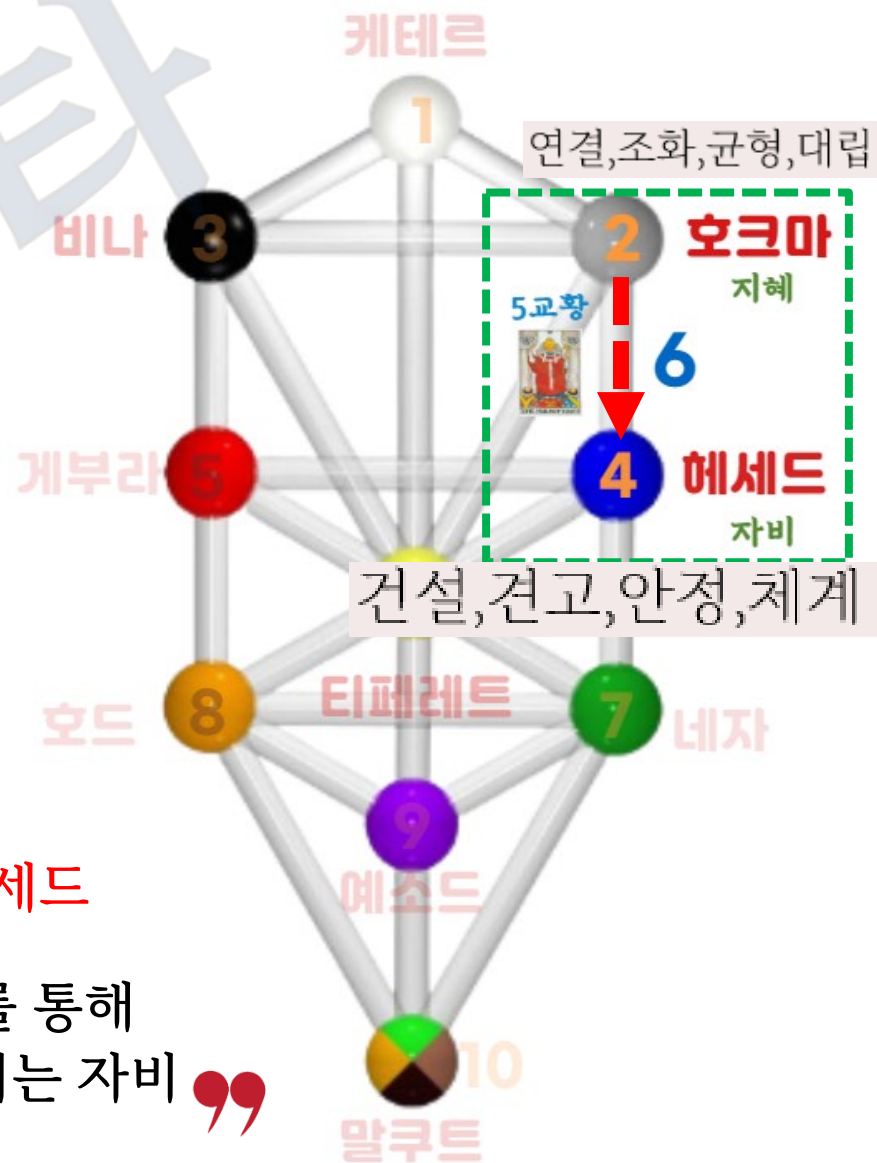 타
케테르
1
연결,조화,균형,대립
비나
3
2
호크마
지혜
5교황
6
게부라
5
4
헤세드
자비
건설,견고,안정,체계
호드
8
티페레트
7
네자
9
세드
예소드
를 통해
는 자비
10
말쿠트